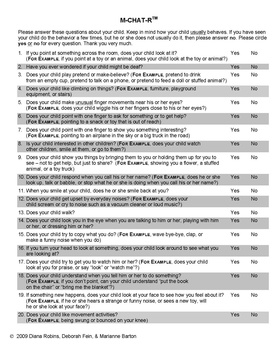 M-CHAT-R™
Please answer these questions about your child. Keep in mind how your child usually behaves. If you have seen your
child do the behavior a few times, but he or she does not usually do it, then please answer no. Please circle
yes or no for every question. Thank you very much.
1. If you point at something across the room, does your child look at it? Yes No
(FOR EXAMPLE, if you point at a toy or an animal, does your child look at the toy or animal?)
2. Have you ever wondered if your child might be deaf? Yes No
3. Does your child play pretend or make-believe? (FOR EXAMPLE, pretend to drink Yes No
from an empty cup, pretend to talk on a phone, or pretend to feed a doll or stuffed animal?)
4. Does your child like climbing on things? (FOR EXAMPLE, furniture, playground Yes No
equipment, or stairs)
5. Does your child make unusual finger movements near his or her eyes? Yes No
(FOR EXAMPLE, does your child wiggle his or her fingers close to his or her eyes?)
6. Does your child point with one finger to ask for something or to get help? Yes No
(FOR EXAMPLE, pointing to a snack or toy that is out of reach)
7. Does your child point with one finger to show you something interesting? Yes No
(FOR EXAMPLE, pointing to an airplane in the sky or a big truck in the road)
8. Is your child interested in other children? (FOR EXAMPLE, does your child watch Yes No
other children, smile at them, or go to them?)
9. Does your child show you things by bringing them to you or holding them up for you to Yes No
see – not to get help, but just to share? (FOR EXAMPLE, showing you a flower, a stuffed
animal, or a toy truck)
10. Does your child respond when you call his or her name? (FOR EXAMPLE, does he or she Yes No
look up, talk or babble, or stop what he or she is doing when you call his or her name?)
11. When you smile at your child, does he or she smile back at you? Yes No
12. Does your child get upset by everyday noises? (FOR EXAMPLE, does your Yes No
child scream or cry to noise such as a vacuum cleaner or loud music?)
13. Does your child walk? Yes No
14. Does your child look you in the eye when you are talking to him or her, playing with him Yes No
or her, or dressing him or her?
15. Does your child try to copy what you do? (FOR EXAMPLE, wave bye-bye, clap, or Yes No
make a funny noise when you do)
16. If you turn your head to look at something, does your child look around to see what you Yes No
are looking at?
17. Does your child try to get you to watch him or her? (FOR EXAMPLE, does your child Yes No
look at you for praise, or say "look" or "watch me"?)
18. Does your child understand when you tell him or her to do something? Yes No
(FOR EXAMPLE, if you don't point, can your child understand "put the book
on the chair" or "bring me the blanket"?)
19. If something new happens, does your child look at your face to see how you feel about it? Yes No
(FOR EXAMPLE, if he or she hears a strange or funny noise, or sees a new toy, will
he or she look at your face?)
20. Does your child like movement activities? Yes No
(FOR EXAMPLE, being swung or bounced on your knee)
© 2009 Diana Robins, Deborah Fein, & Marianne Barton